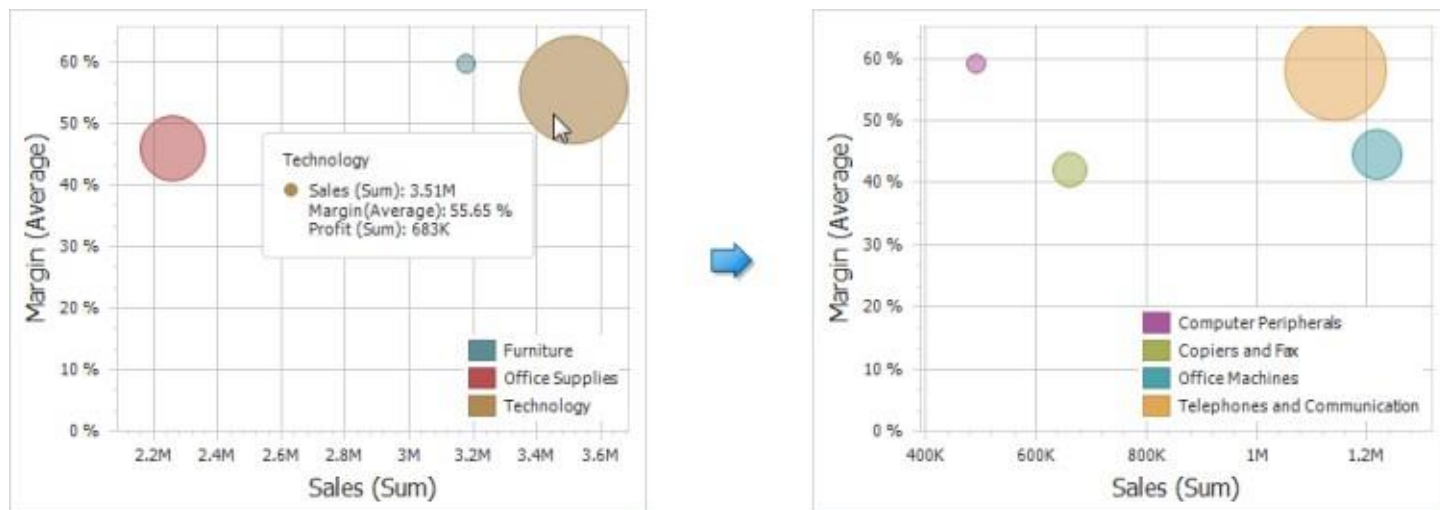 60 %
50 %
40 %
30 %
20 %
10 %
0 %
Margin (Average)
Technology
Sales (Sum): 3.51M
Margin(Average): 55.65 %
Profit (Sum): 683K
Furniture
Office Supplies
Technology
2.2M 2.4M 2.6M 2.8M 3M 3.2M 3.4M 3.6M
Sales (Sum)
60 %
50 %
40 %
30 %
20 %
10 %
0 %
Margin (Average)
Computer Peripherals
Copiers and Fax
Office Machines
Telephones and Communication
400K 600K 800K 1M 1.2M
Sales (Sum)